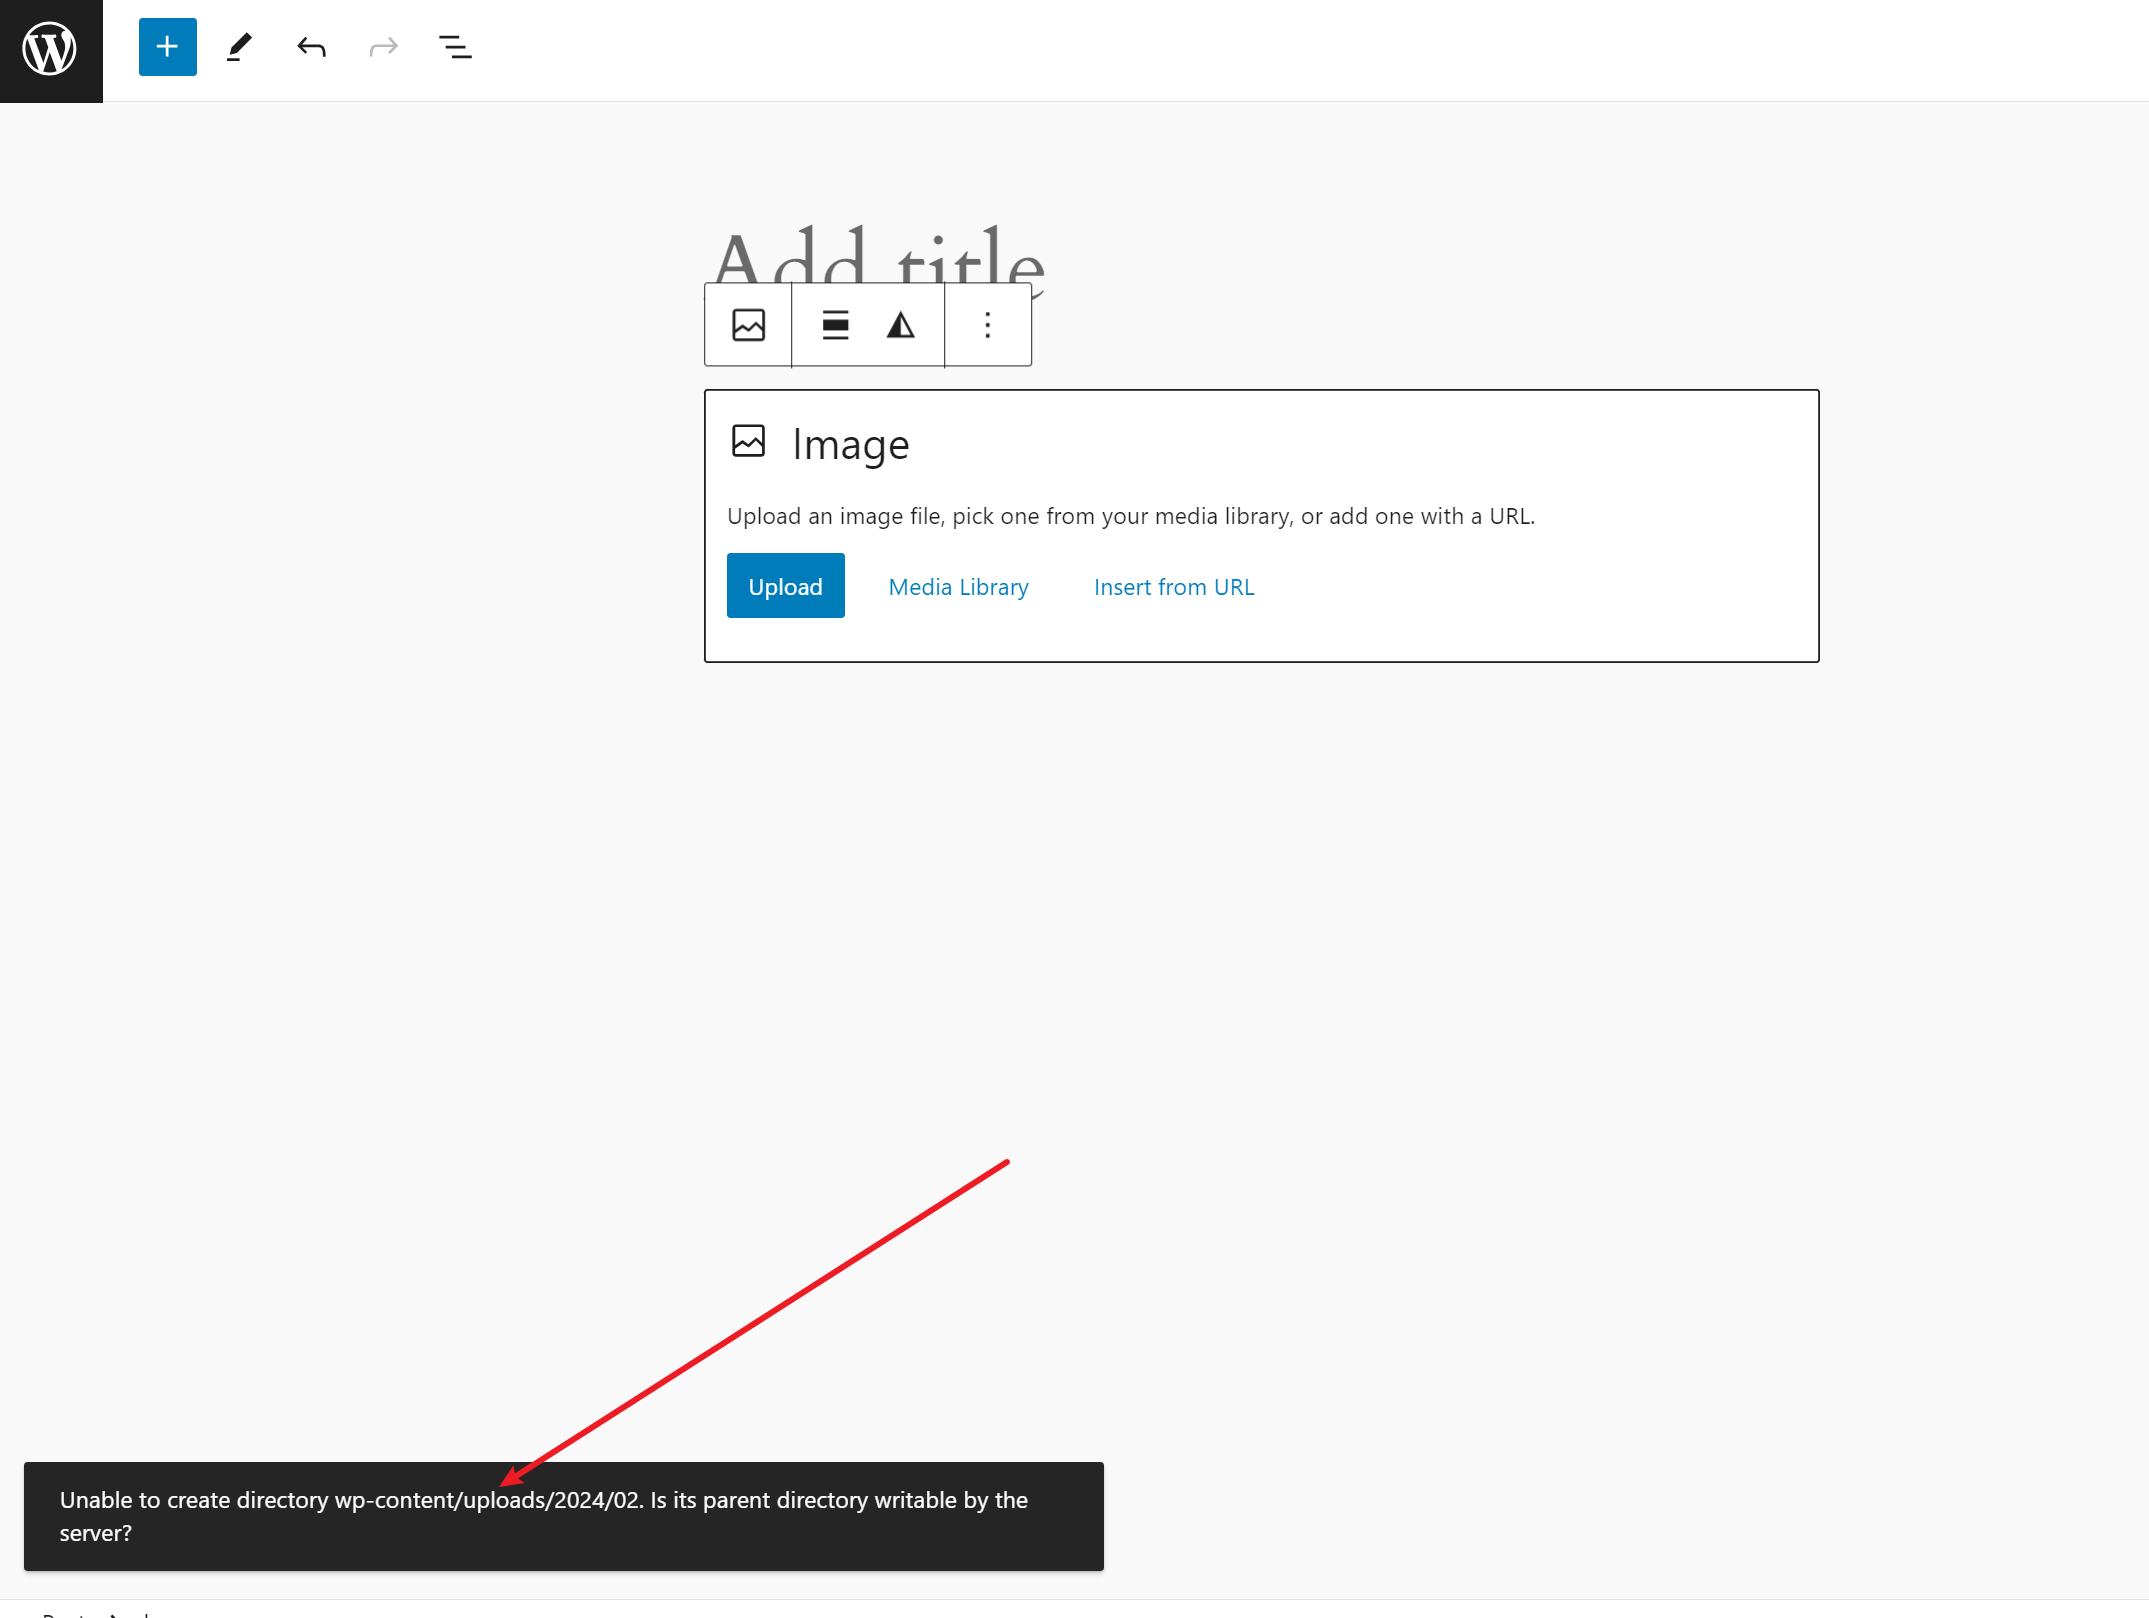 Add title
Image
Upload an image file, pick one from your media library, or add one with a URL.
Upload Media Library Insert from URL
Unable to create directory wp-content/uploads/2024/02. Is its parent directory writable by the
server?